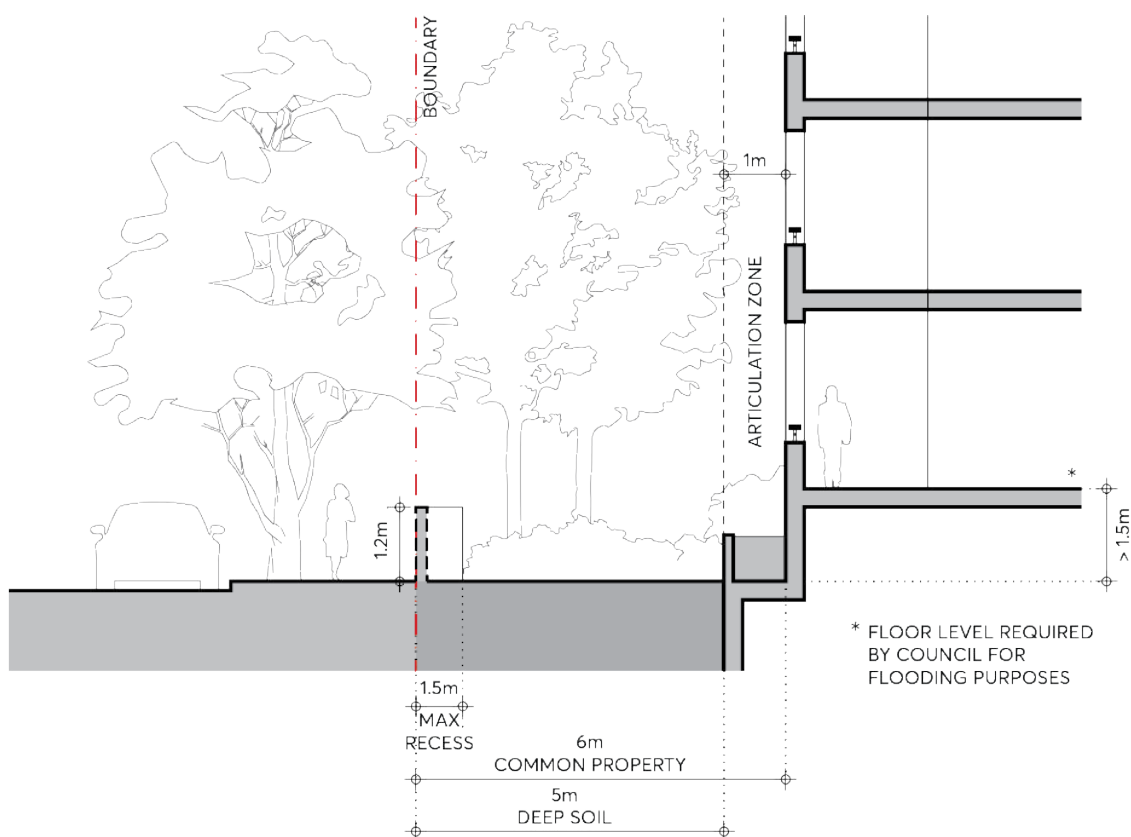 BOUNDARY
1m
ARTICULATION ZONE
1.2m
*
> 1.5m
* FLOOR LEVEL REQUIRED
BY COUNCIL FOR
FLOODING PURPOSES
1.5m
MAX
RECESS
6m
COMMON PROPERTY
5m
DEEP SOIL